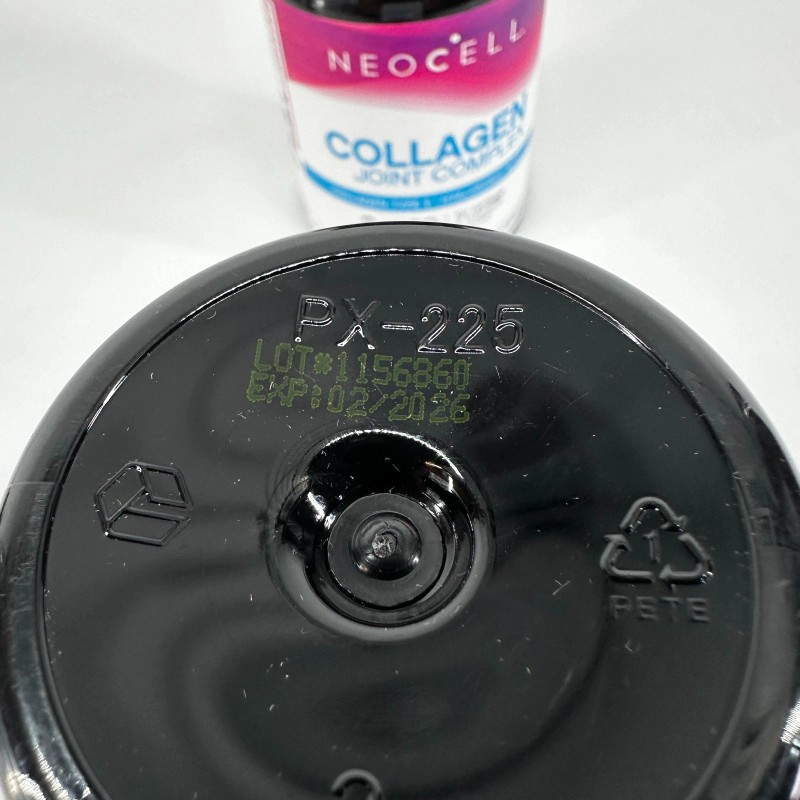 NEOCELL
COLLAGEN
JOINT COMPLEX
PX-225
LOT#1156860
EXP:02/2026
1
PETE